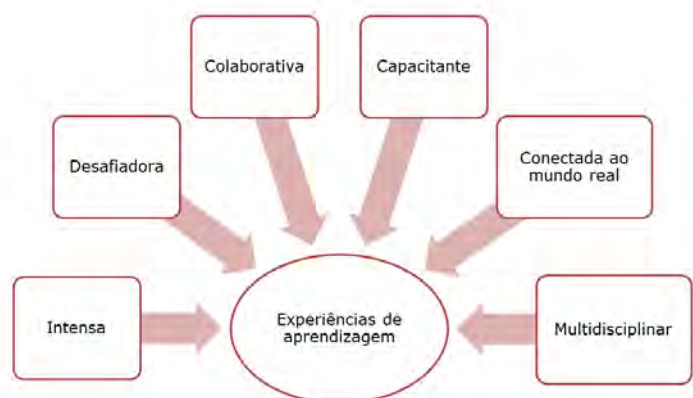 Colaborativa
Capacitante
Desafiadora
Conectada ao
mundo real
Intensa
Experiências de
aprendizagem
Multidisciplinar